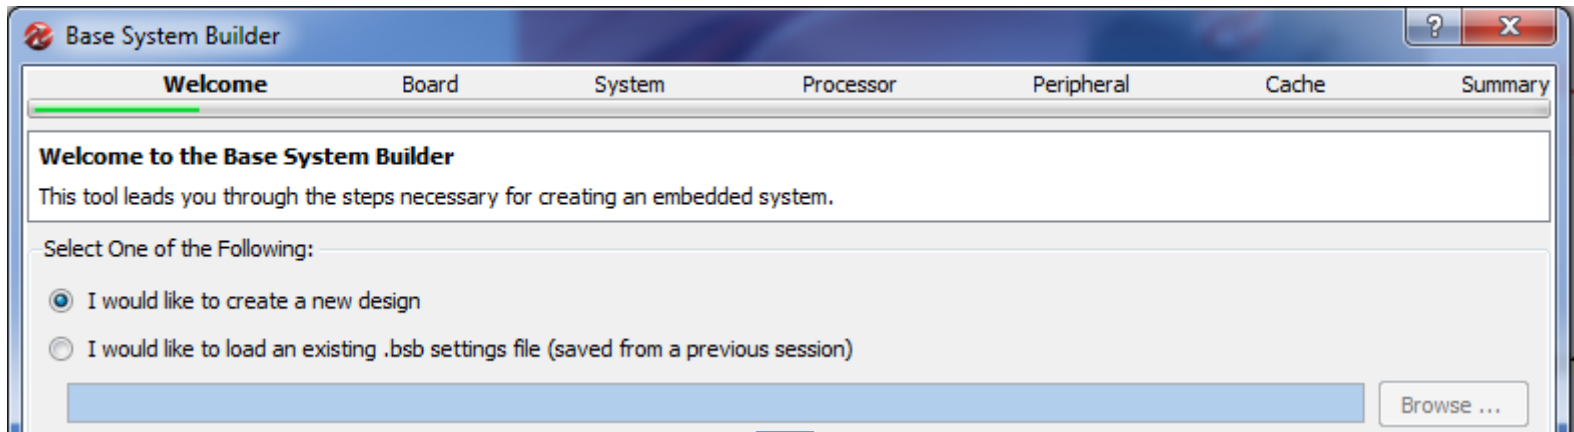 Base System Builder
?
Welcome Board System Processor Peripheral Cache Summary
Welcome to the Base System Builder
This tool leads you through the steps necessary for creating an embedded system.
Select One of the Following:
I would like to create a new design
I would like to load an existing .bsb settings file (saved from a previous session)
Browse ...